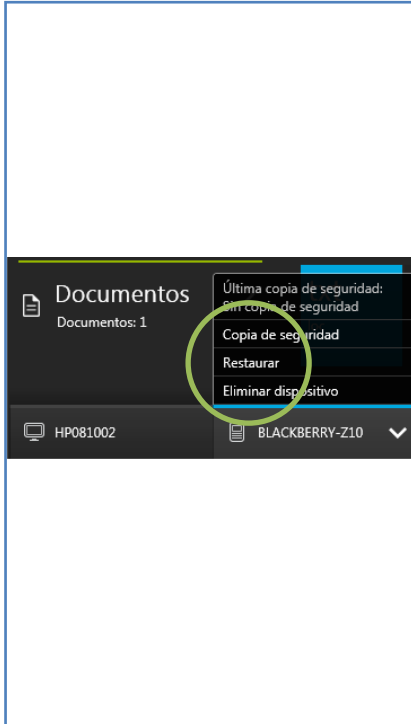 Documentos
Documentos: 1
Última copia de seguridad:
Sin copia de seguridad
Copia de seguridad
Restaurar
Eliminar dispositivo
HP081002
BLACKBERRY-Z10